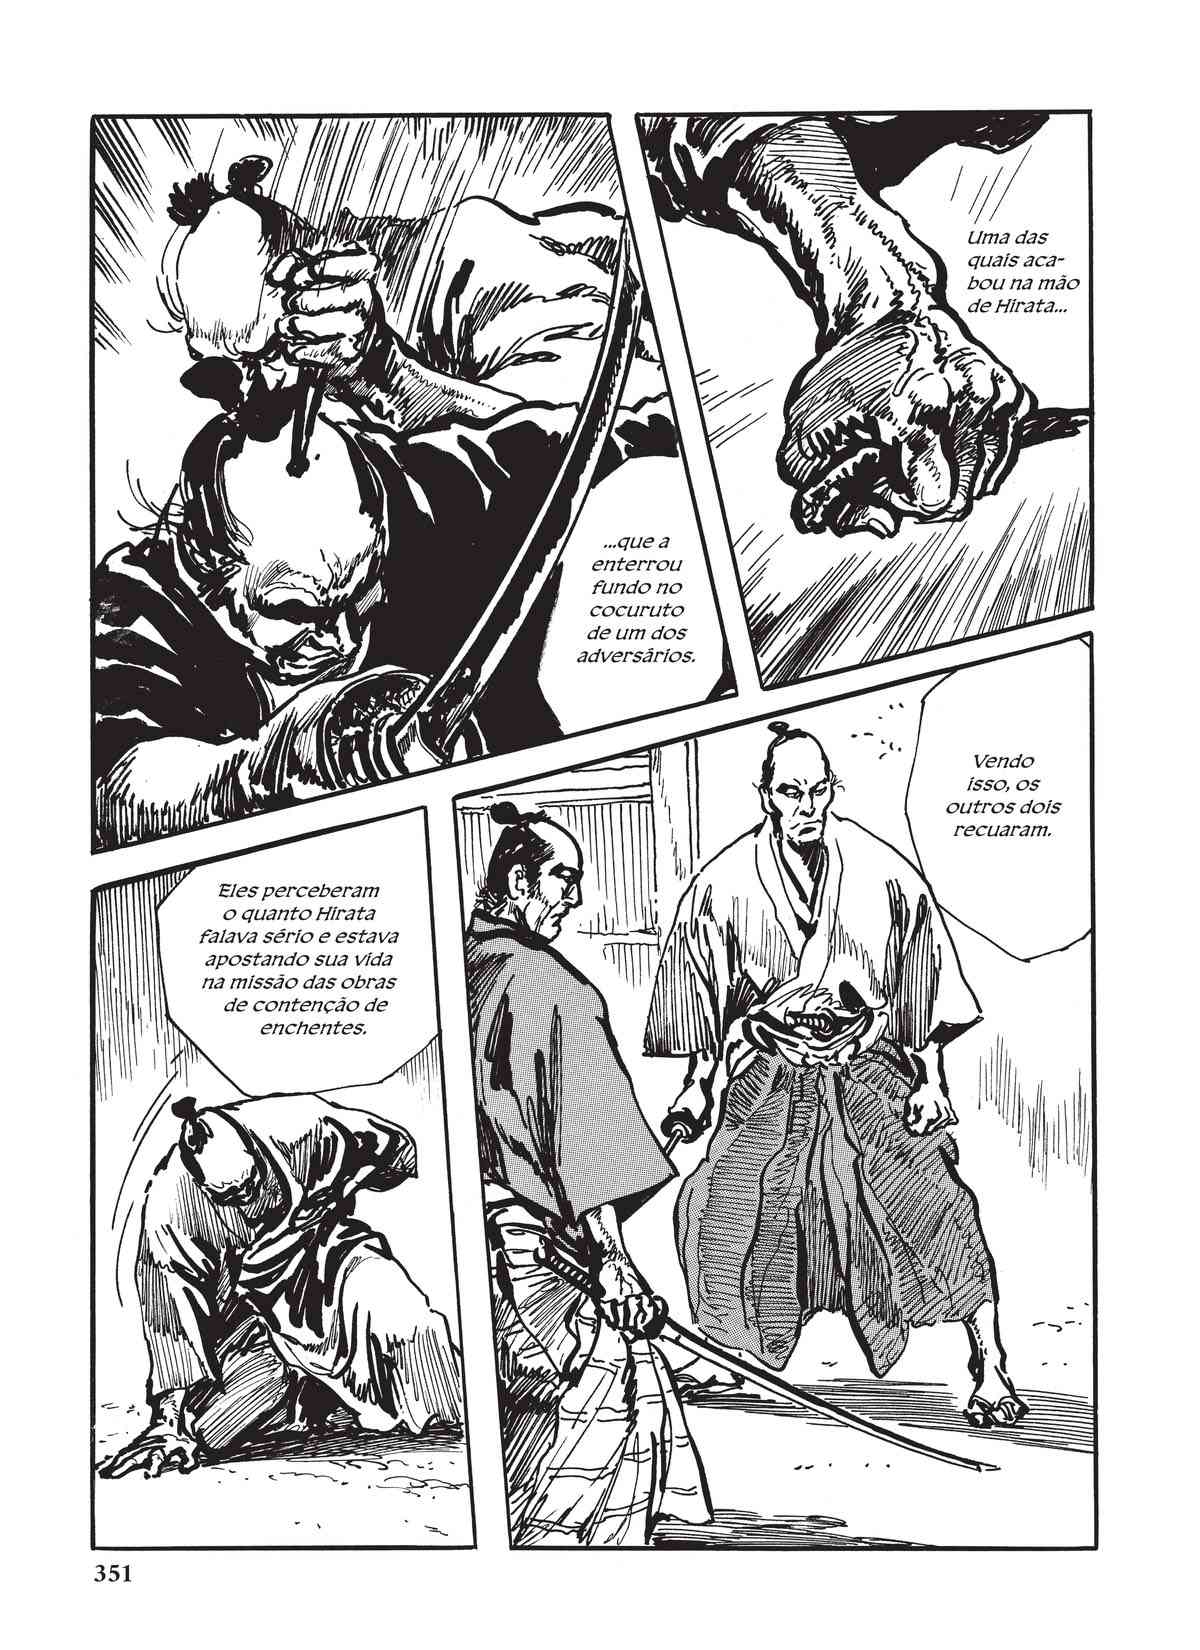 Uma das
quais aca-
bou na mão
de Hirata...
...que a
enterrou
fundo no
cocuruto
de um dos
adversários.
Vendo
isso, os
outros dois
recuaram.
Eles perceberam
o quanto Hirata
falava sério e estava
apostando sua vida
na missão das obras
de contenção de
enchentes.
351